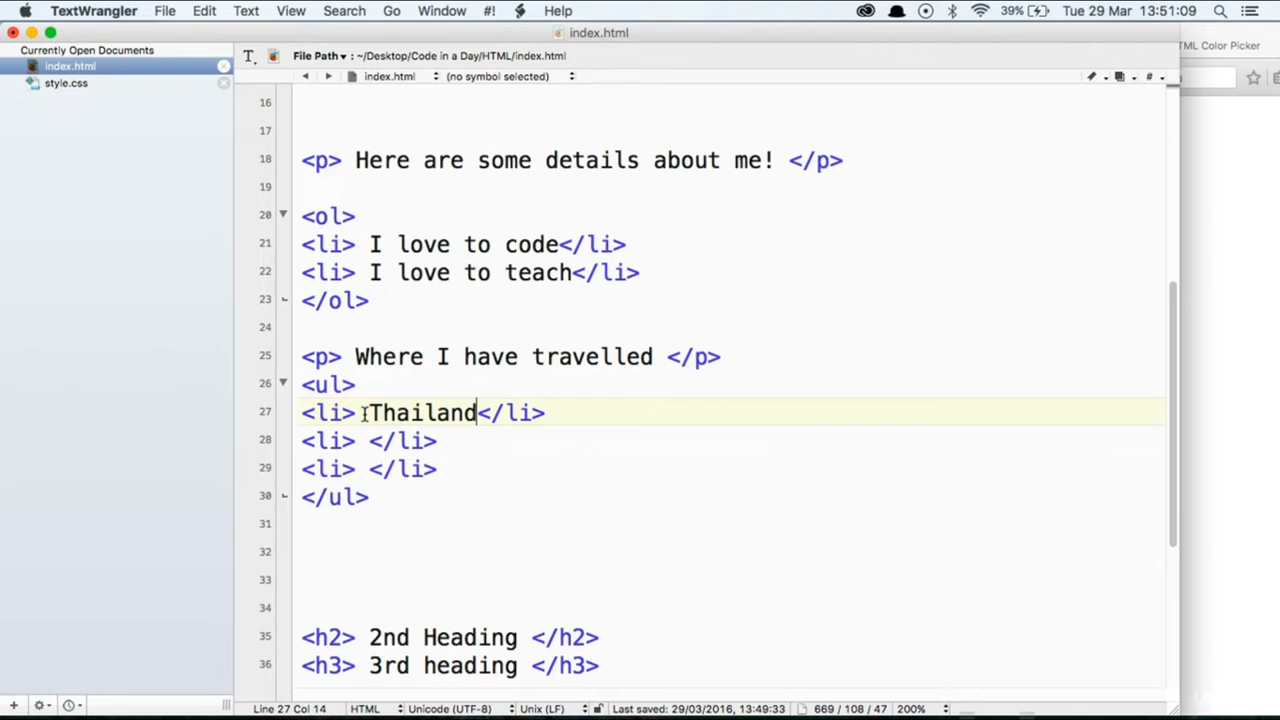 TextWrangler File Edit Text View Search Go Window #! Help 39% Tue 29 Mar 13:51:09
index.html
Currently Open Documents
index.html
style.css
File Path : ~/Desktop/Code in a Day/HTML/index.html
index.html (no symbol selected)
TML Color Picker
16
17
18 <p> Here are some details about me! </p>
19
20 <ol>
21 <li> I love to code</li>
22 <li> I love to teach</li>
23 </ol>
24
25 <p> Where I have travelled </p>
26 <ul>
27 <li> Thailand</li>
28 <li> </li>
29 <li> </li>
30 </ul>
31
32
33
34
35 <h2> 2nd Heading </h2>
36 <h3> 3rd heading </h3>
Line 27 Col 14 HTML Unicode (UTF-8) Unix (LF) Last saved: 29/03/2016, 13:49:33 669 / 108 / 47 200%